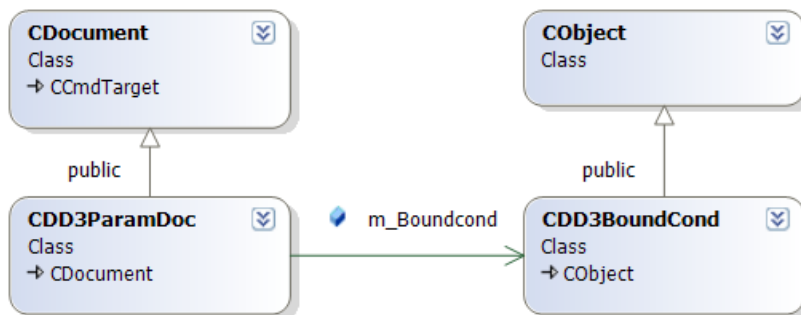 CDocument
Class
CCmdTarget
CObject
Class
public
public
CDD3ParamDoc
Class
CDocument
m_Boundcond
CDD3BoundCond
Class
CObject